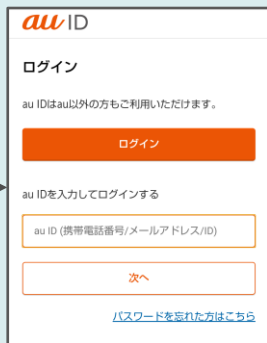 au ID
ログイン
au IDはau以外の方もご利用いただけます。
ログイン
au IDを入力してログインする
au ID (携帯電話番号/メールアドレス/ID)
次へ
パスワードを忘れた方はこちら